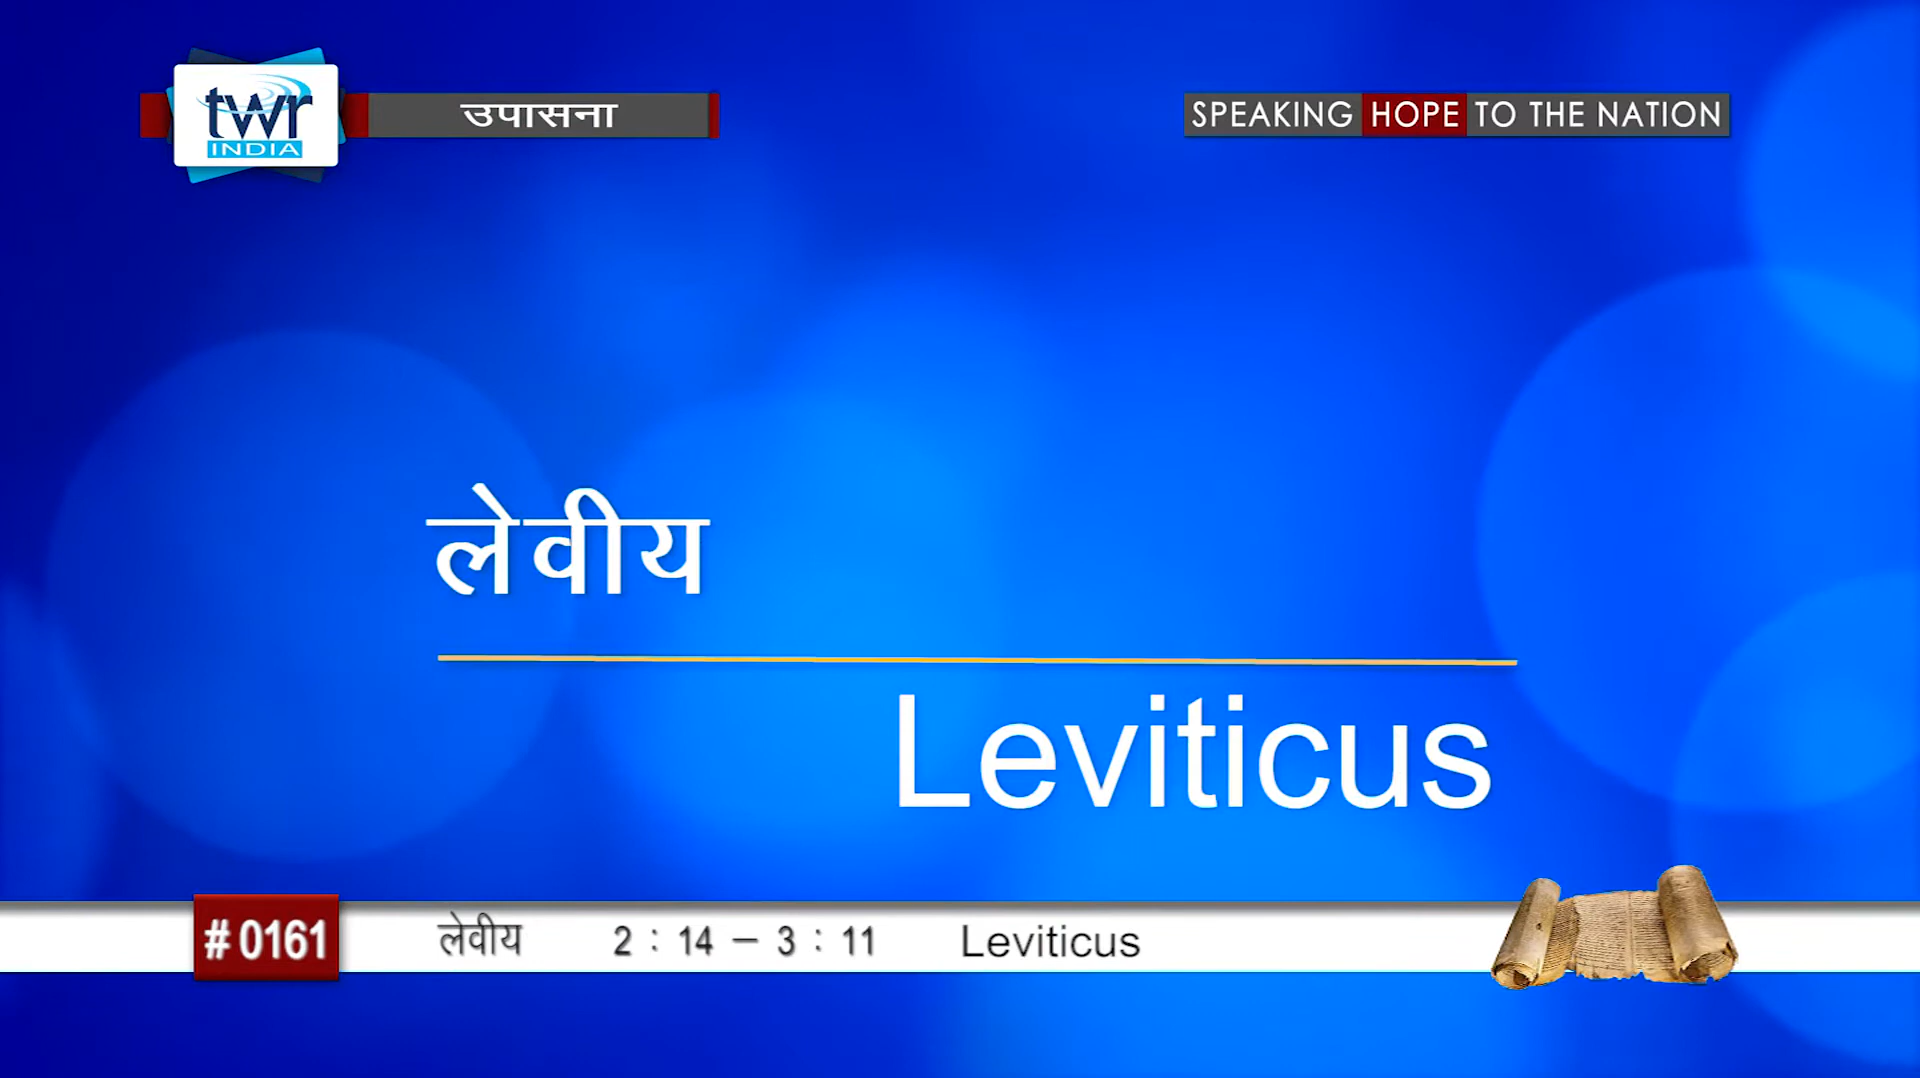 twr
INDIA
उपासना
SPEAKING HOPE TO THE NATION
लेवीय
Leviticus
# 0161
लेवीय 2 : 14 – 3 : 11 Leviticus